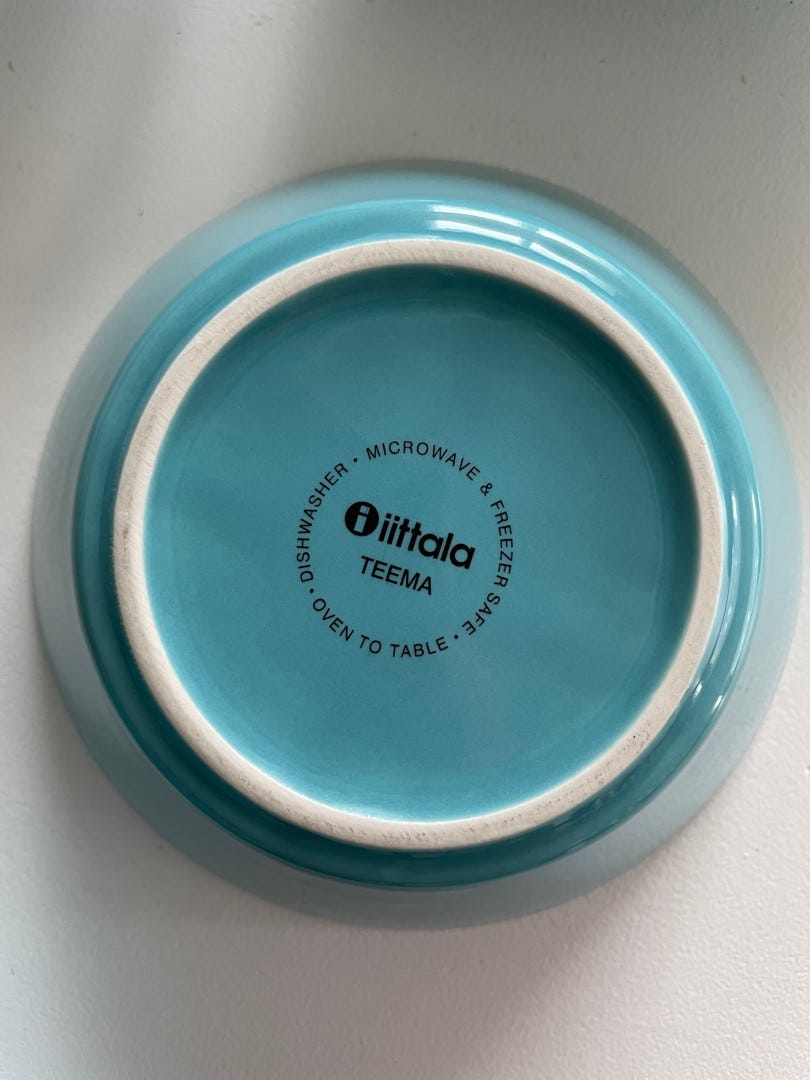 iittala
TEEMA
DISHWASHER • MICROWAVE & FREEZER SAFE • OVEN TO TABLE •